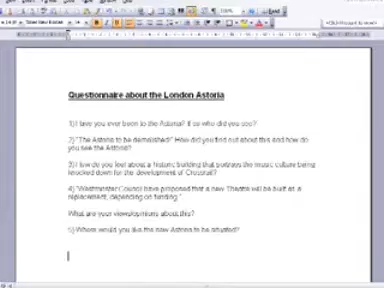 100%
Questionnaire about the London Astoria
1) Have you ever been to the Astoria? If so who did you see?
2) "The Astoria to be demolished" How did you find out about this and how do
you see the Astoria?
3) How do you feel about a historic building that portrays the music culture being
knocked down for the development of Crossrail?
4) "Westminster Council have proposed that a new Theatre will be built as a
replacement, depending on funding."
What are your views/opinions about this?
5) Where would you like the new Astoria to be situated?